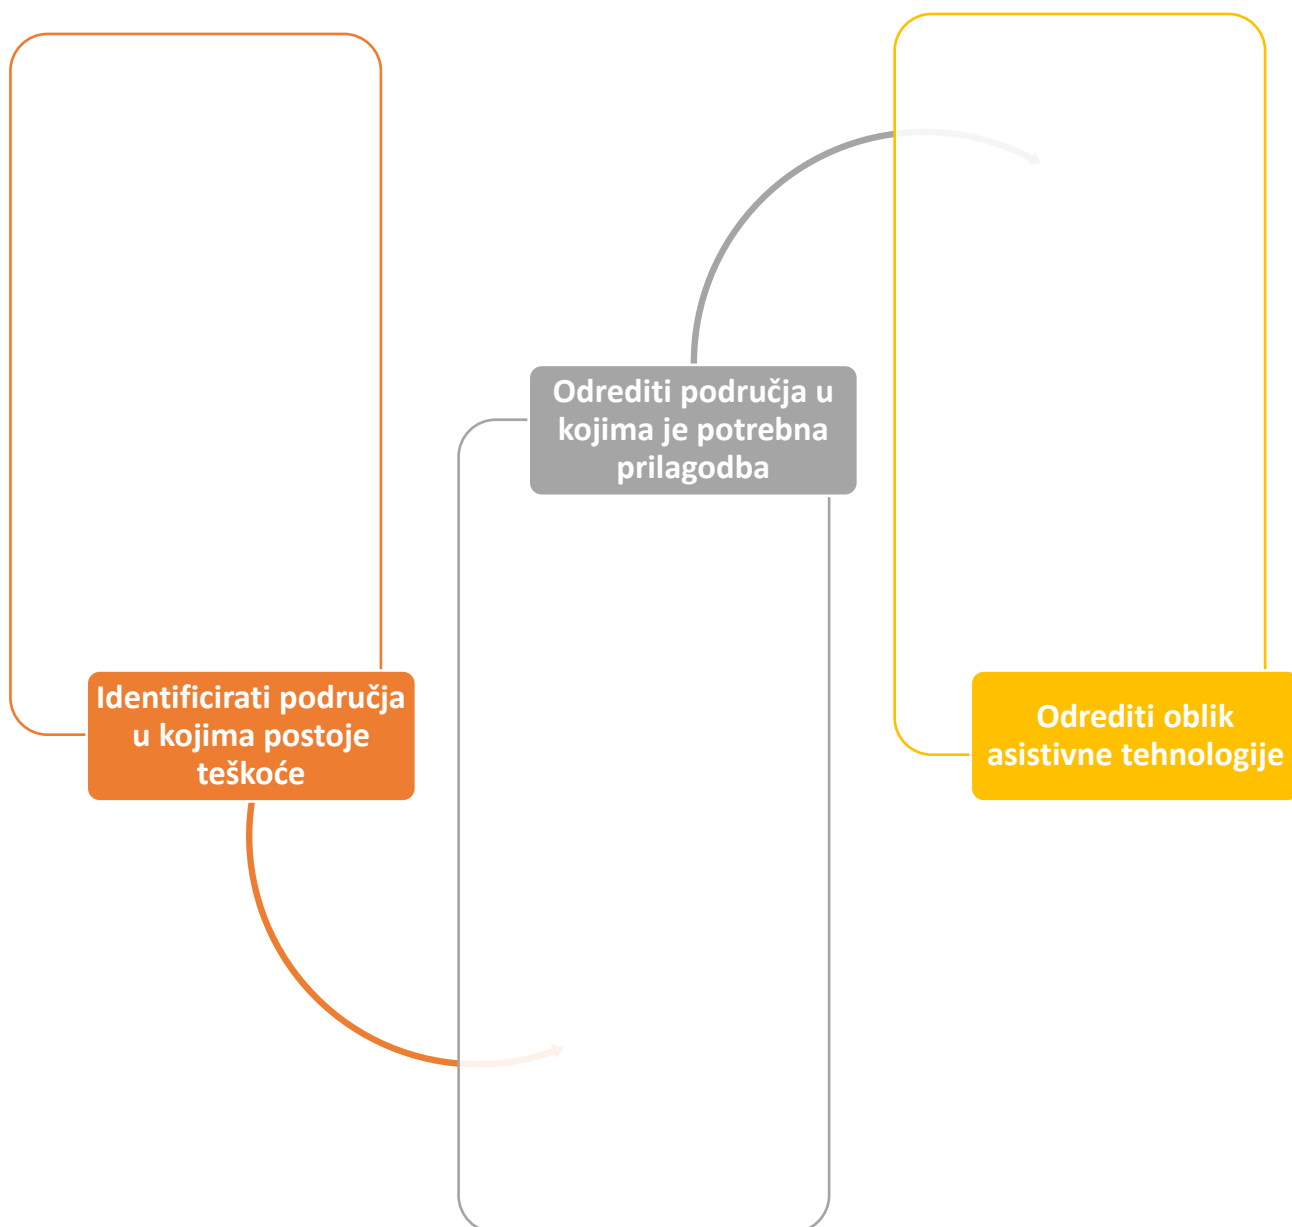 Identificirati područja
u kojima postoje
teškoće
Odrediti područja u
kojima je potrebna
prilagodba
Odrediti oblik
asistivne tehnologije